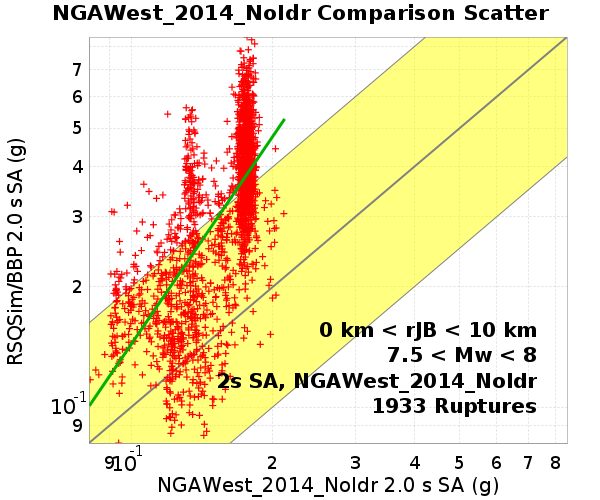 NGAWest_2014_NoIdr Comparison Scatter
RSQSim/BBP 2.0 s SA (g)
7
6
5
4
3
2
10-1
9
0 km < rJB < 10 km
7.5 < Mw < 8
2s SA, NGAWest_2014_NoIdr
1933 Ruptures
9 10-1 2 3 4 5 6 7 8
NGAWest_2014_NoIdr 2.0 s SA (g)